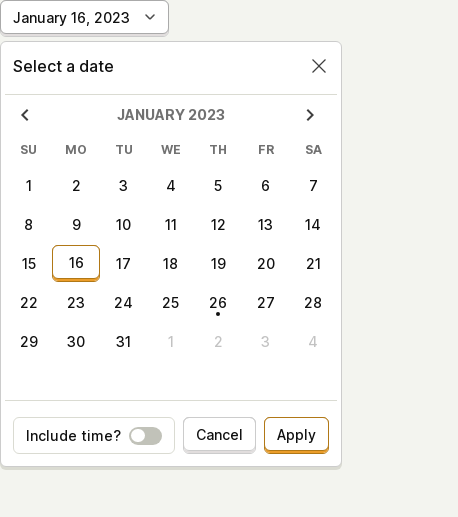 January 16, 2023
Select a date
JANUARY 2023
SU MO TU WE TH FR SA
1 2 3 4 5 6 7
8 9 10 11 12 13 14
15 16 17 18 19 20 21
22 23 24 25 26 27 28
29 30 31 1 2 3 4
Include time? Cancel Apply